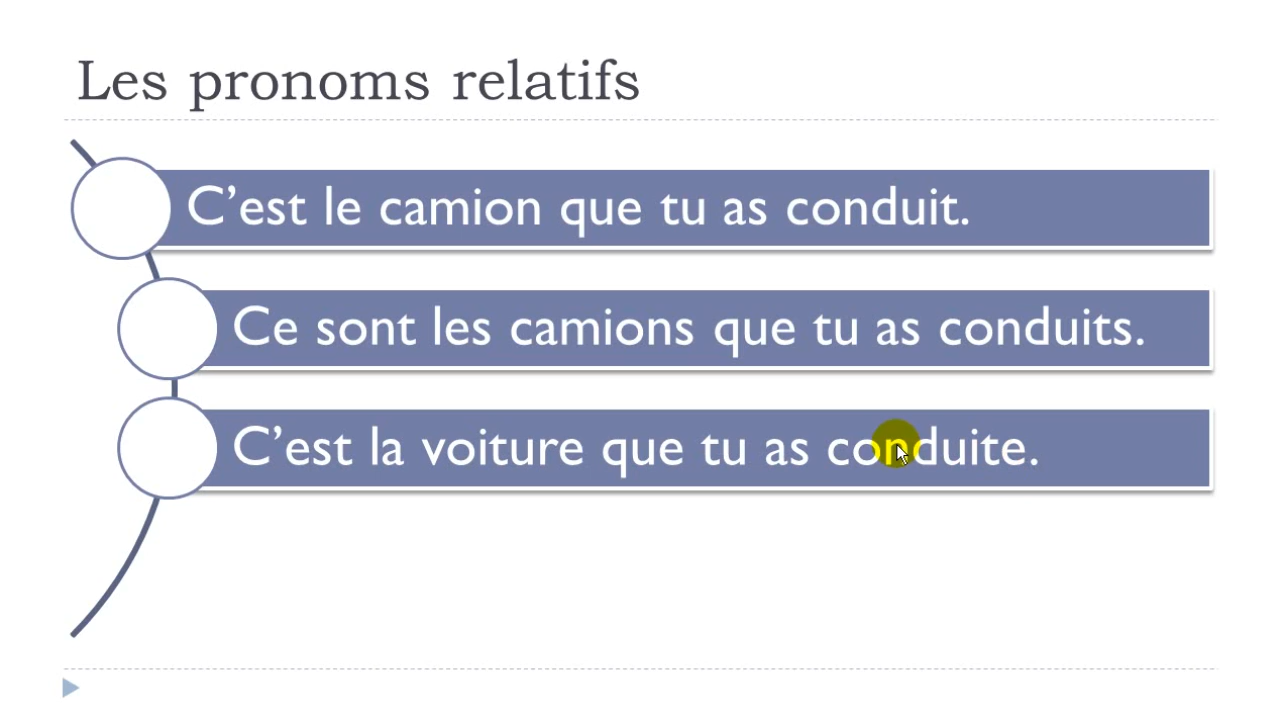 Les pronoms relatifs
C’est le camion que tu as conduit.
Ce sont les camions que tu as conduits.
C’est la voiture que tu as conduite.